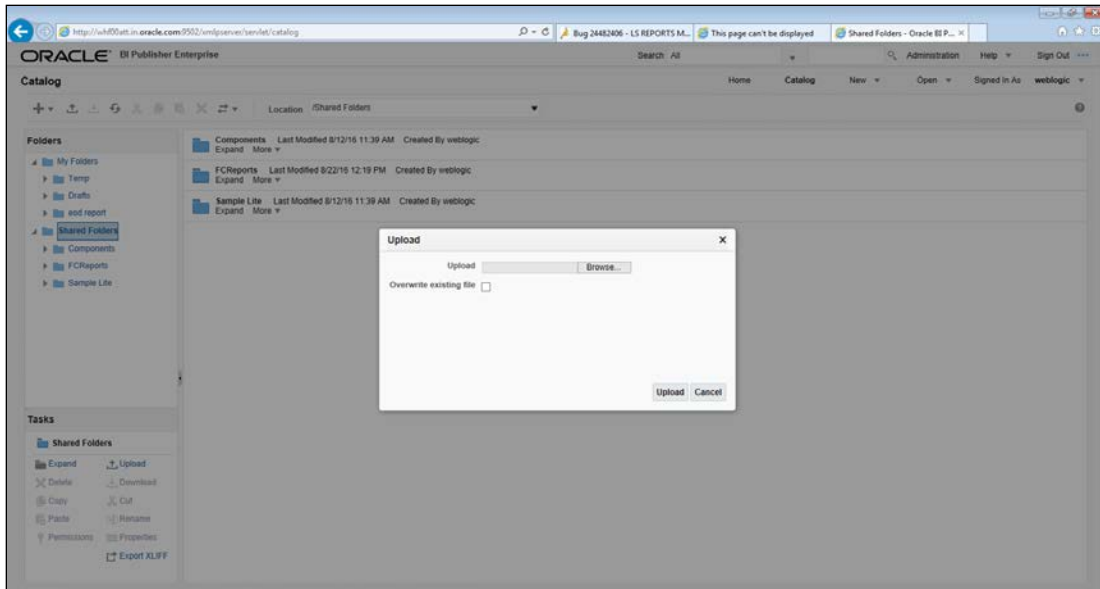 http://whf00att.in.oracle.com:9502/xmlpserver/servlet/catalog
Bug 24482406 - LS REPORTS M...
This page can't be displayed
Shared Folders - Oracle BI P...
ORACLE BI Publisher Enterprise
Search All
Administration
Help
Sign Out
Catalog
Home
Catalog
New
Open
Signed In As weblogic
Location /Shared Folders
Folders
My Folders
Temp
Drafts
eod report
Shared Folders
Components
FCReports
Sample Lite
Components Last Modified 8/12/16 11:39 AM Created By weblogic
Expand More
FCReports Last Modified 8/22/16 12:19 PM Created By weblogic
Expand More
Sample Lite Last Modified 8/12/16 11:39 AM Created By weblogic
Expand More
Upload
Upload Browse...
Overwrite existing file
Upload Cancel
Tasks
Shared Folders
Expand Upload
Delete Download
Copy Cut
Paste Rename
Permissions Properties
Export XLIFF